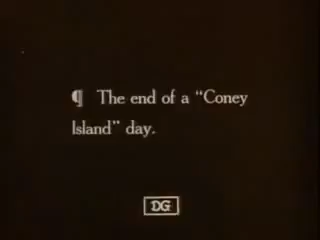 ¶ The end of a “Coney
Island” day.
DG